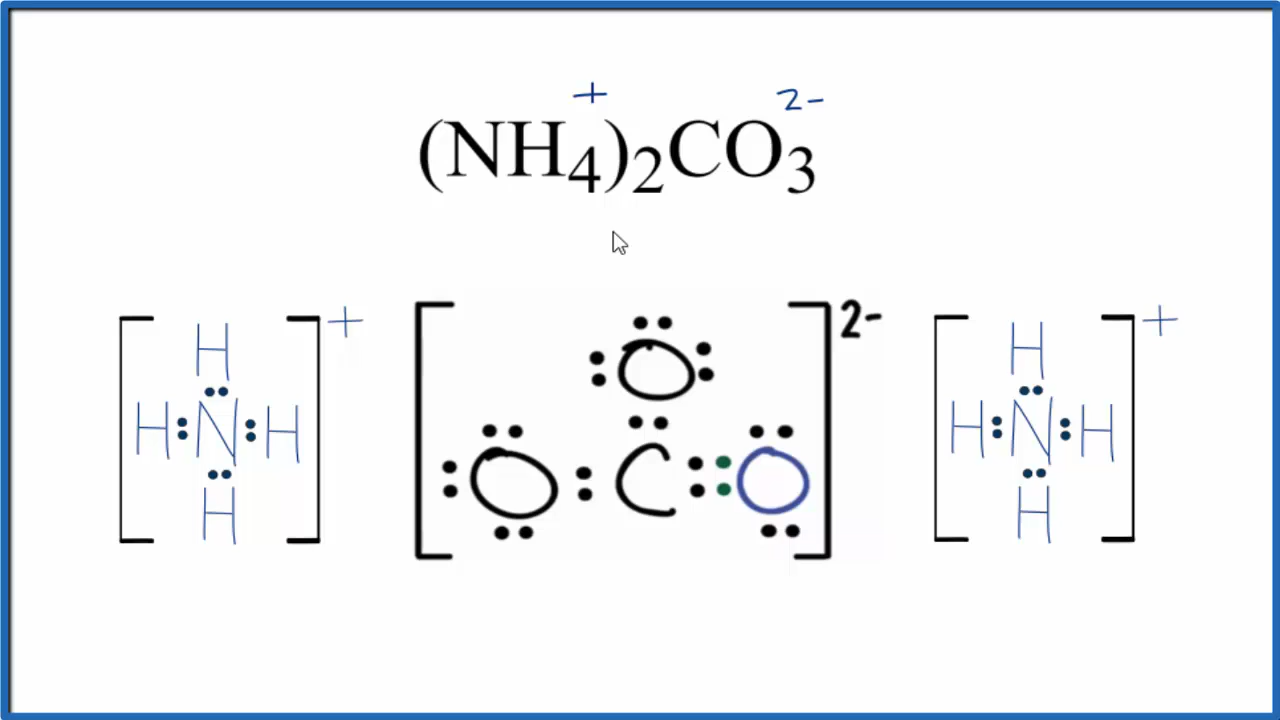 + 2-
(NH4)2CO3
[H H N H H]+ [O O C O]2- [H H N H H]+